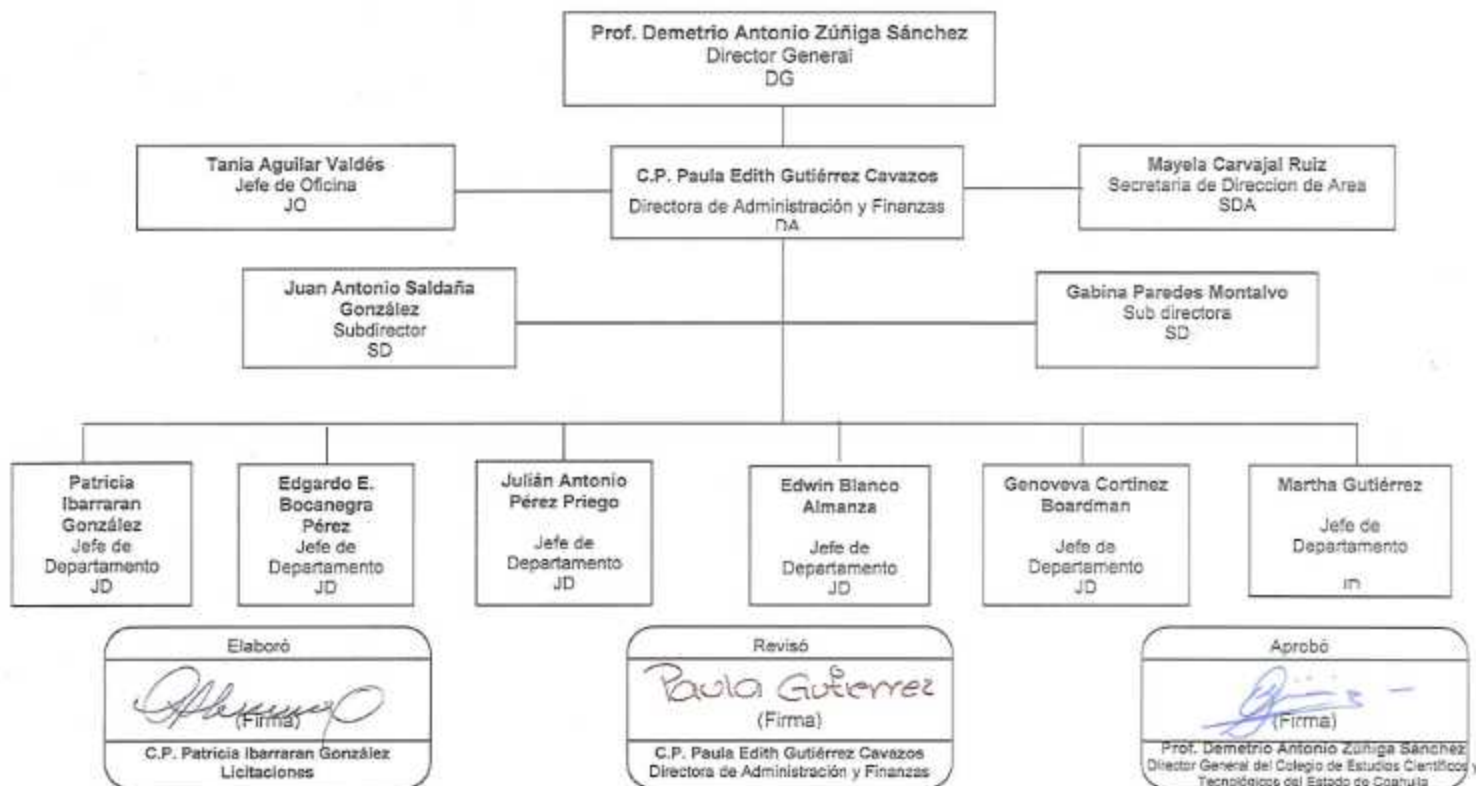 Prof. Demetrio Antonio Zúñiga Sánchez
Director General
DG
Tania Aguilar Valdés
Jefe de Oficina
JO
C.P. Paula Edith Gutiérrez Cavazos
Directora de Administración y Finanzas
DA
Mayela Carvajal Ruiz
Secretaria de Direccion de Area
SDA
Juan Antonio Saldaña
González
Subdirector
SD
Gabina Paredes Montalvo
Sub directora
SD
Patricia
Ibarraran
González
Jefe de
Departamento
JD
Edgardo E.
Bocanegra
Pérez
Jefe de
Departamento
JD
Julián Antonio
Pérez Priego
Jefe de
Departamento
JD
Edwin Blanco
Almanza
Jefe de
Departamento
JD
Genoveva Cortinez
Boardman
Jefe de
Departamento
JD
Martha Gutiérrez
Jefe de
Departamento
JD
Elaboró
(Firma)
C.P. Patricia Ibarraran González
Licitaciones
Revisó
Paula Gutierrez
(Firma)
C.P. Paula Edith Gutiérrez Cavazos
Directora de Administración y Finanzas
Aprobó
(Firma)
Prof. Demetrio Antonio Zúñiga Sánchez
Director General del Colegio de Estudios Científicos y
Tecnológicos del Estado de Coahuila